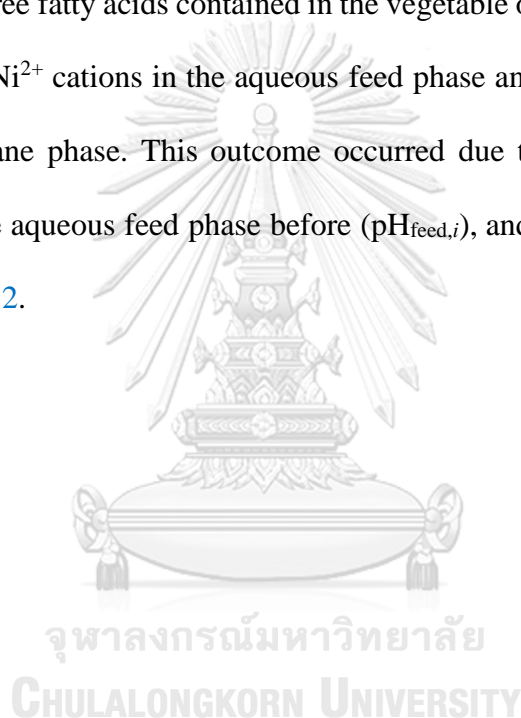 ree fatty acids contained in the vegetable o
Ni²⁺ cations in the aqueous feed phase an
ane phase. This outcome occurred due t
e aqueous feed phase before (pH_feed,i), and
2.
จุฬาลงกรณ์มหาวิทยาลัย
CHULALONGKORN UNIVERSITY